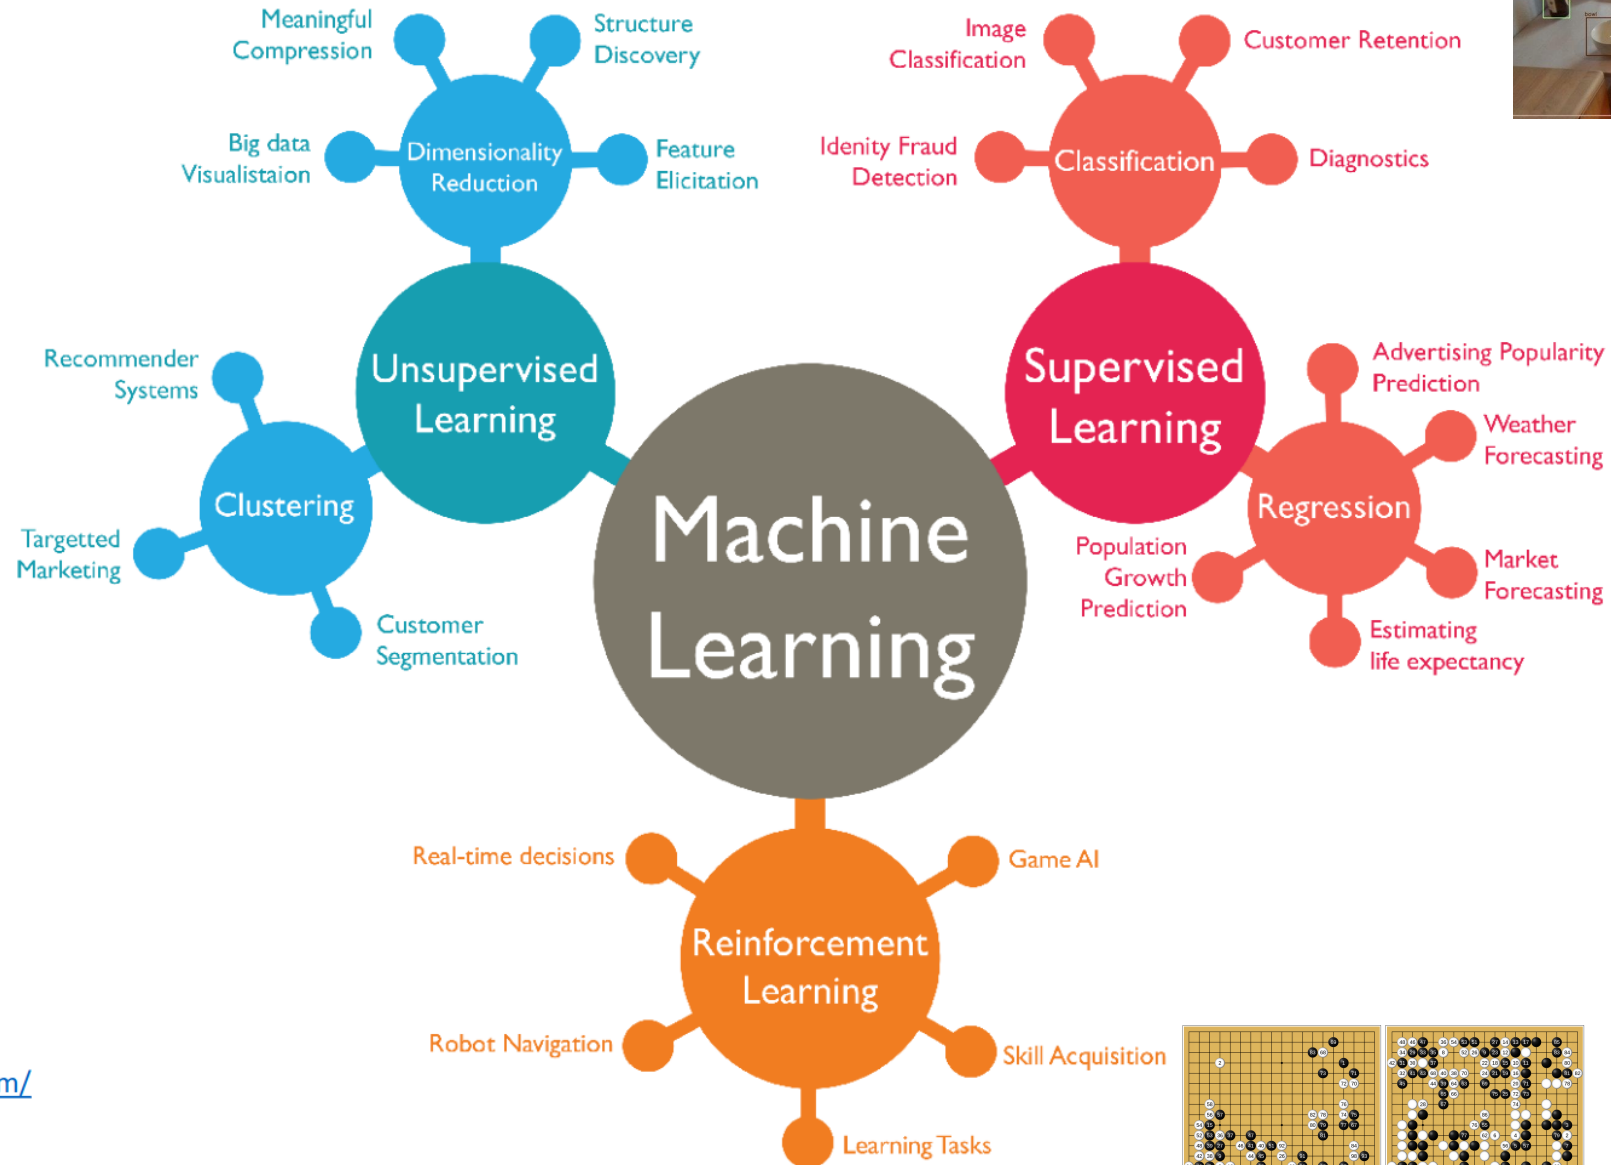 Meaningful
Compression
Structure
Discovery
Big data
Visualistaion
Dimensionality
Reduction
Feature
Elicitation
Image
Classification
Customer Retention
Idenity Fraud
Detection
Classification
Diagnostics
Recommender
Systems
Unsupervised
Learning
Supervised
Learning
Advertising Popularity
Prediction
Weather
Forecasting
Clustering
Regression
Targetted
Marketing
Population
Growth
Prediction
Market
Forecasting
Customer
Segmentation
Estimating
life expectancy
Machine
Learning
Real-time decisions
Game AI
Reinforcement
Learning
Robot Navigation
Skill Acquisition
Learning Tasks
m/
bowl